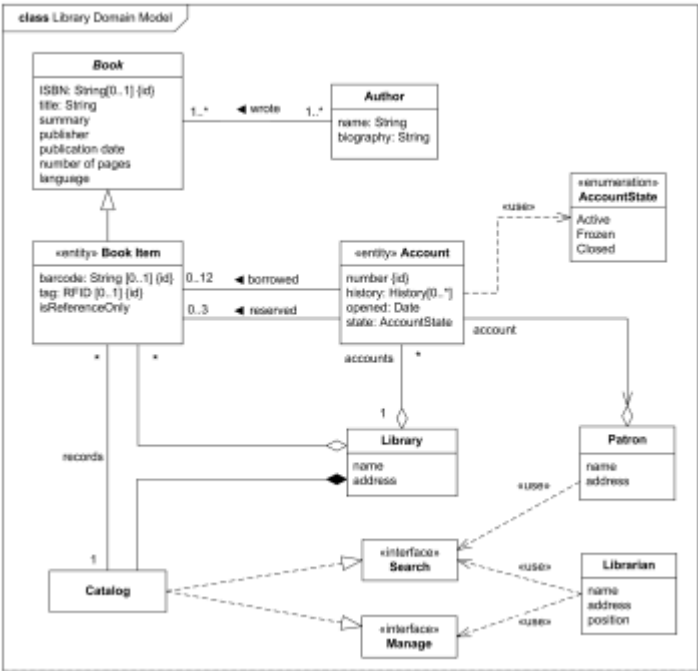 class Library Domain Model
Book
ISBN: String[0..1] {id}
title: String
summary
publisher
publication date
number of pages
language
1..*
◄ wrote
1..*
Author
name: String
biography: String
«enumeration»
AccountState
Active
Frozen
Closed
«use»
«entity» Book Item
barcode: String [0..1] {id}
tag: RFID [0..1] {id}
isReferenceOnly
0..12
◄ borrowed
0..3
◄ reserved
«entity» Account
number {id}
history: History[0..*]
opened: Date
state: AccountState
account
*
*
accounts
*
1
Library
name
address
Patron
name
address
records
«use»
1
Catalog
«interface»
Search
«use»
«use»
«interface»
Manage
Librarian
name
address
position